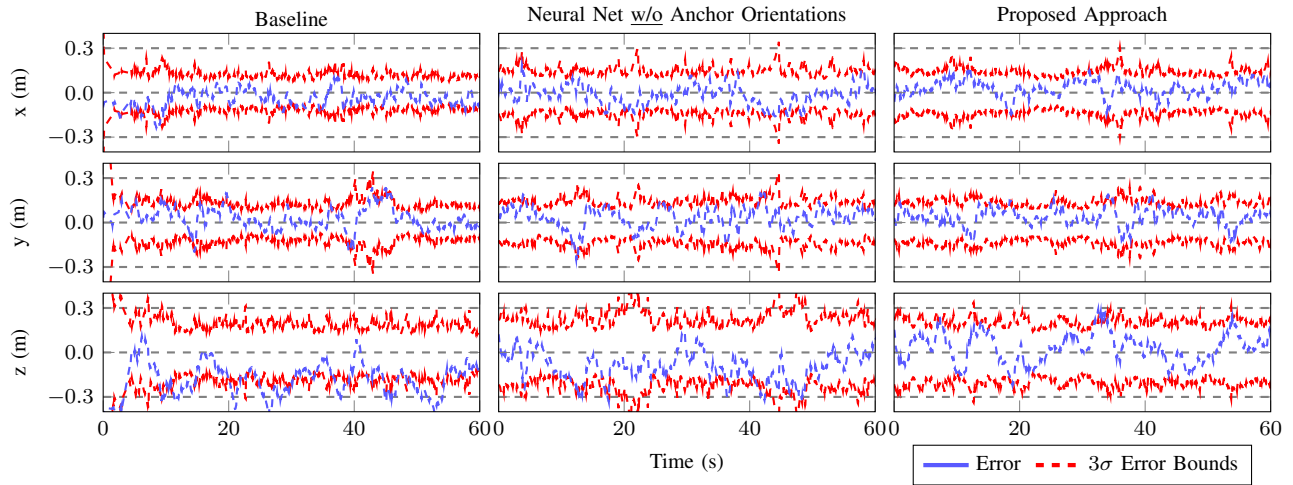 Baseline
Neural Net w/o Anchor Orientations
Proposed Approach
x (m)
0.3
0.0
−0.3
y (m)
0.3
0.0
−0.3
z (m)
0.3
0.0
−0.3
0 20 40 60
0 20 40 60
0 20 40 60
Time (s)
Error 3σ Error Bounds